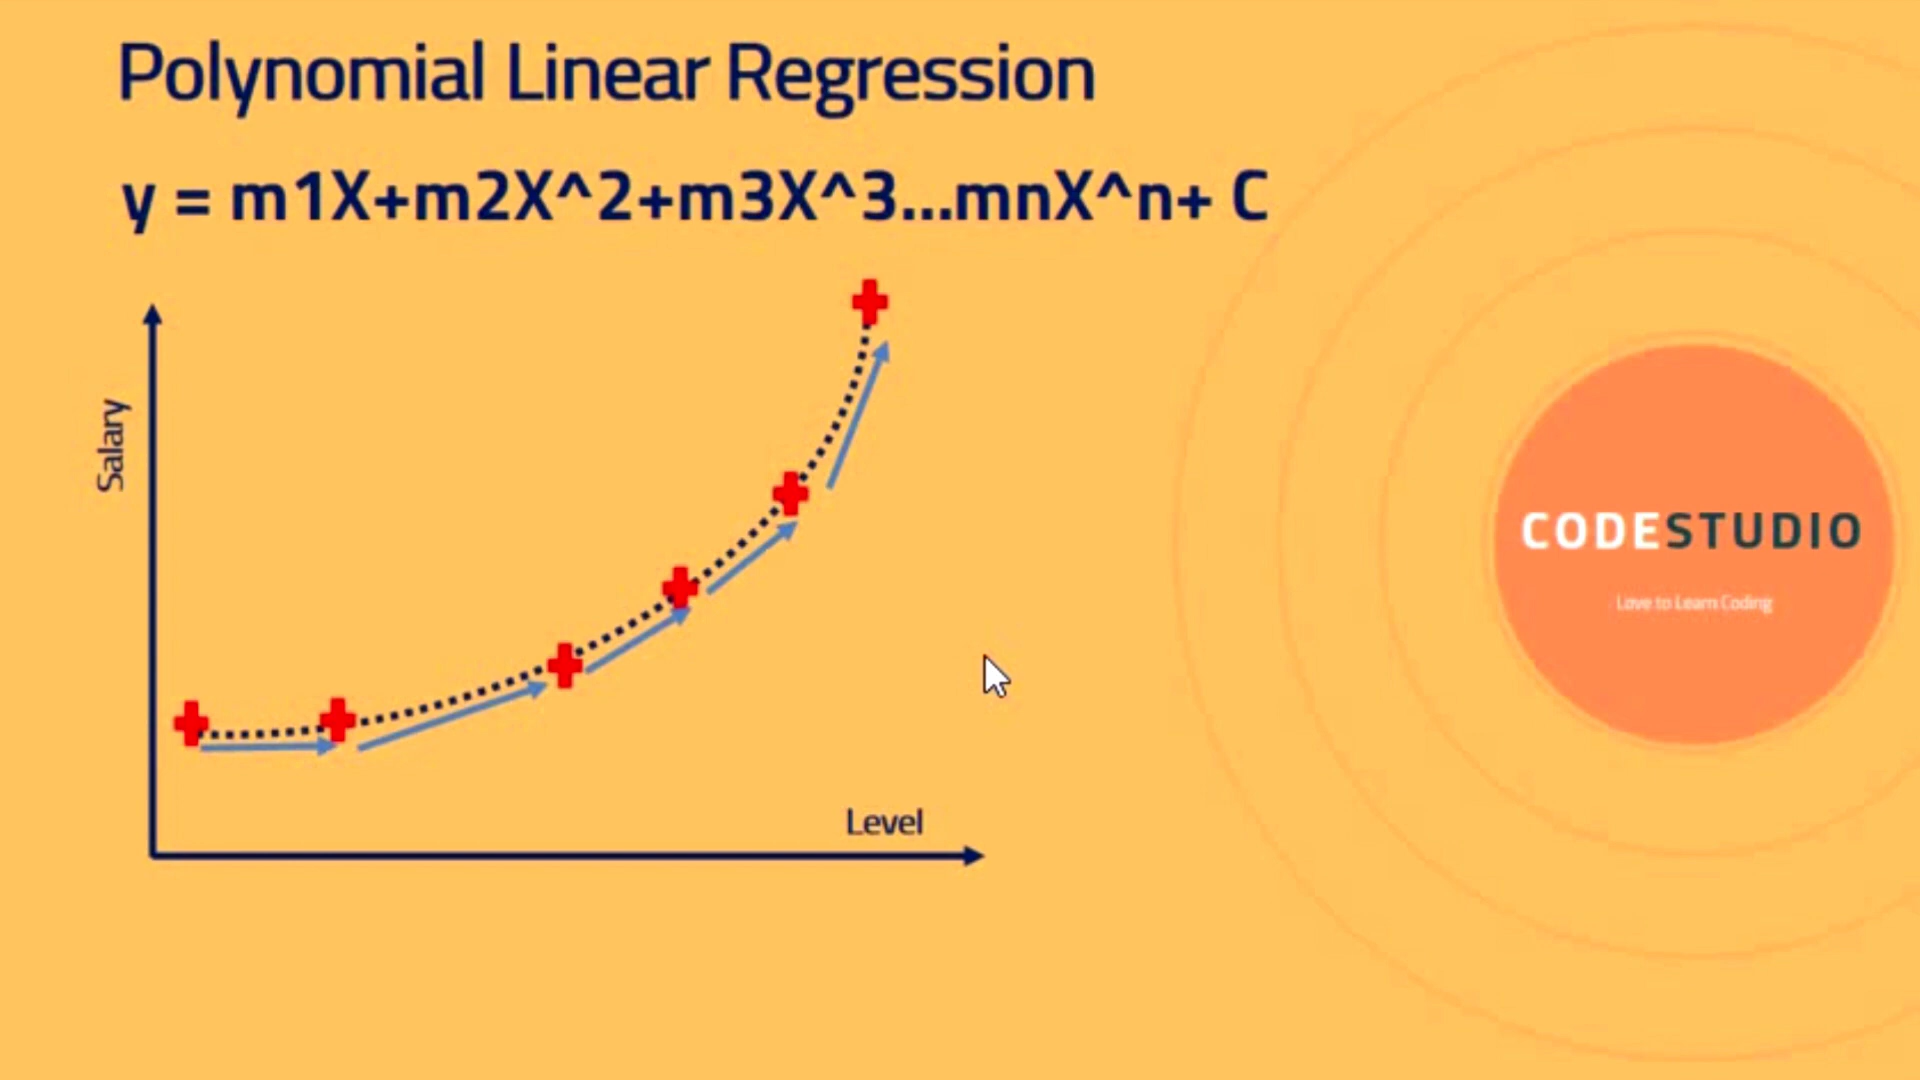 Polynomial Linear Regression
y = m1X+m2X^2+m3X^3...mnX^n+ C
Salary
Level
CODESTUDIO
Love to Learn Coding